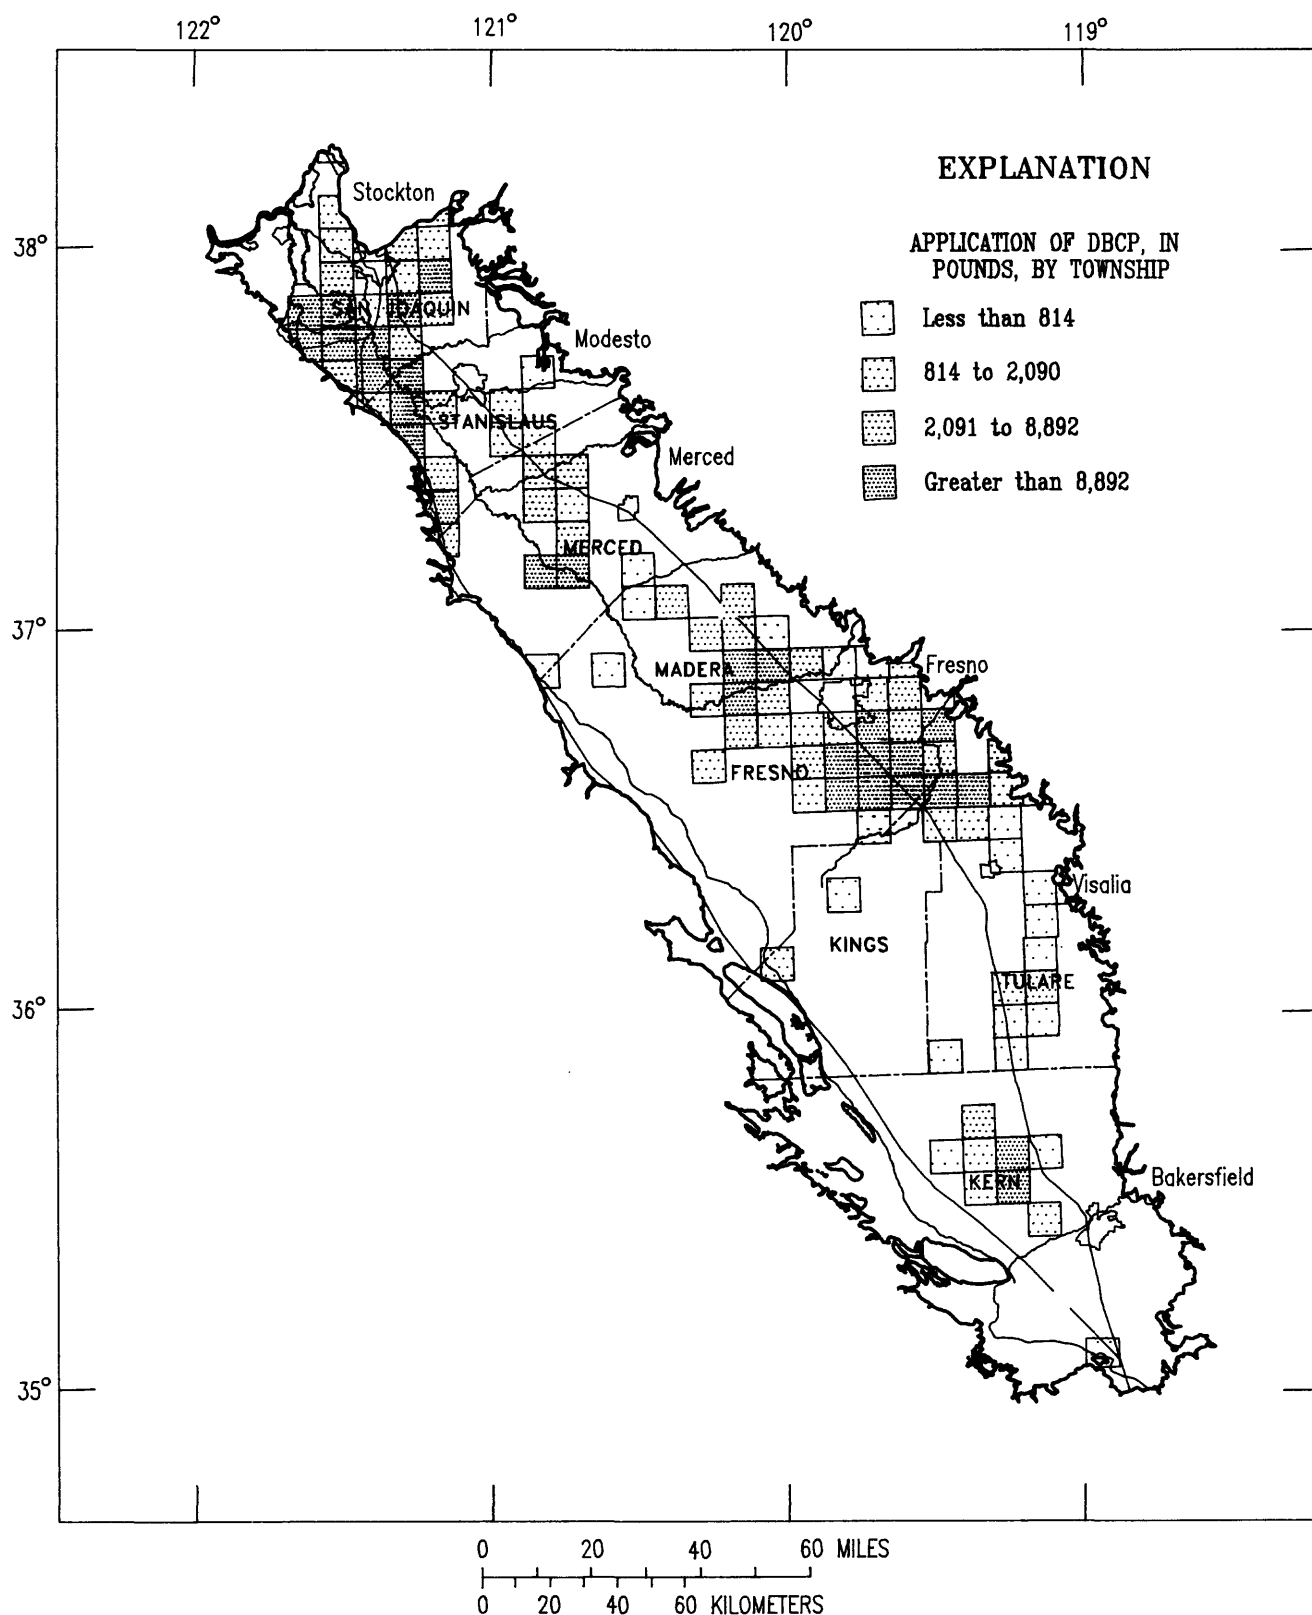 122° 121° 120° 119°
EXPLANATION
Stockton
38°
APPLICATION OF DBCP, IN
POUNDS, BY TOWNSHIP
SAN JOAQUIN
Less than 814
Modesto
814 to 2,090
STANISLAUS
2,091 to 8,892
Merced
Greater than 8,892
MERCED
37°
MADERA
Fresno
FRESNO
Visalia
KINGS
TULARE
36°
KERN
Bakersfield
35°
0 20 40 60 MILES
0 20 40 60 KILOMETERS